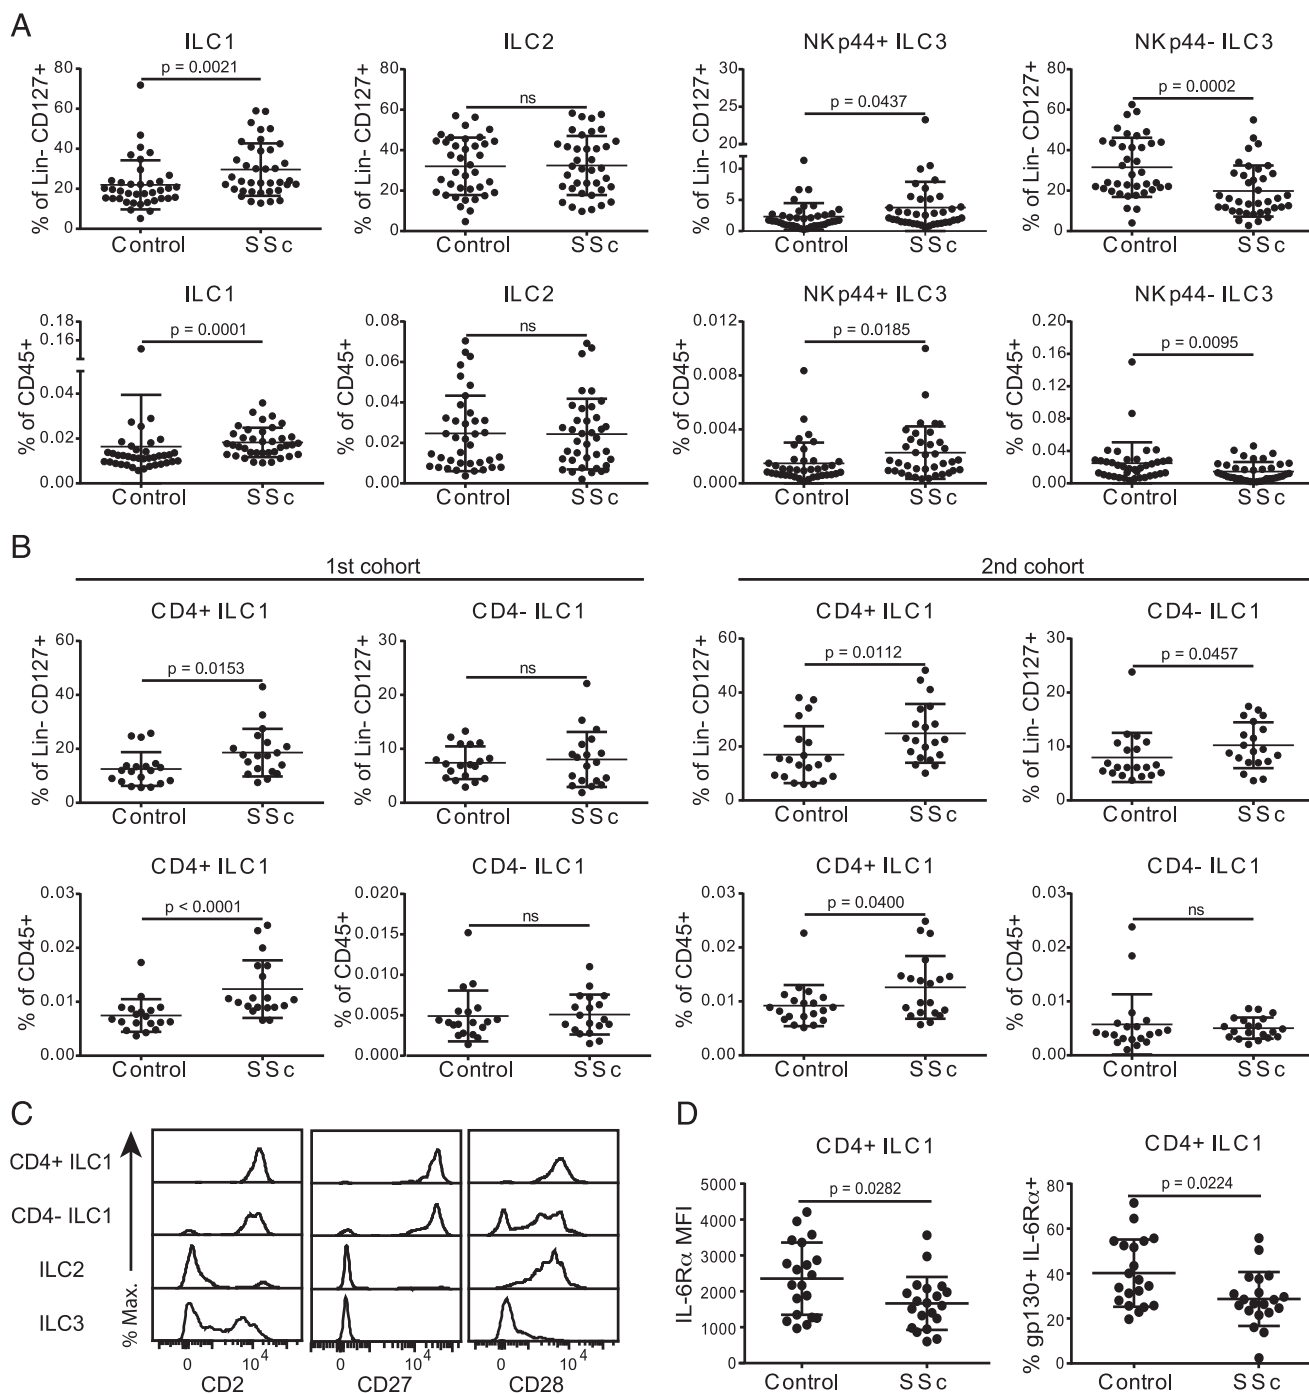 A
ILC1
ILC2
NKp44+ ILC3
NKp44- ILC3
% of Lin- CD127+
80
60
40
20
0
p = 0.0021
Control
SSc
% of Lin- CD127+
80
60
40
20
0
ns
Control
SSc
% of Lin- CD127+
30
25
20
15
10
5
0
p = 0.0437
Control
SSc
% of Lin- CD127+
80
60
40
20
0
p = 0.0002
Control
SSc
ILC1
ILC2
NKp44+ ILC3
NKp44- ILC3
% of CD45+
0.18
0.16
0.04
0.02
0.00
p = 0.0001
Control
SSc
% of CD45+
0.08
0.06
0.04
0.02
0.00
ns
Control
SSc
% of CD45+
0.012
0.008
0.004
0.000
p = 0.0185
Control
SSc
% of CD45+
0.20
0.16
0.12
0.08
0.04
0.00
p = 0.0095
Control
SSc
B
1st cohort
2nd cohort
CD4+ ILC1
CD4- ILC1
CD4+ ILC1
CD4- ILC1
% of Lin- CD127+
60
40
20
0
p = 0.0153
Control
SSc
% of Lin- CD127+
30
20
10
0
ns
Control
SSc
% of Lin- CD127+
60
40
20
0
p = 0.0112
Control
SSc
% of Lin- CD127+
30
20
10
0
p = 0.0457
Control
SSc
CD4+ ILC1
CD4- ILC1
CD4+ ILC1
CD4- ILC1
% of CD45+
0.03
0.02
0.01
0.00
p < 0.0001
Control
SSc
% of CD45+
0.020
0.015
0.010
0.005
0.000
ns
Control
SSc
% of CD45+
0.03
0.02
0.01
0.00
p = 0.0400
Control
SSc
% of CD45+
0.03
0.02
0.01
0.00
ns
Control
SSc
C
CD4+ ILC1
CD4- ILC1
ILC2
ILC3
% Max.
0 10⁴
0 10⁴
0 10⁴
CD2
CD27
CD28
D
CD4+ ILC1
CD4+ ILC1
IL-6Rα MFI
5000
4000
3000
2000
1000
0
p = 0.0282
Control
SSc
% gp130+ IL-6Rα+
80
60
40
20
0
p = 0.0224
Control
SSc